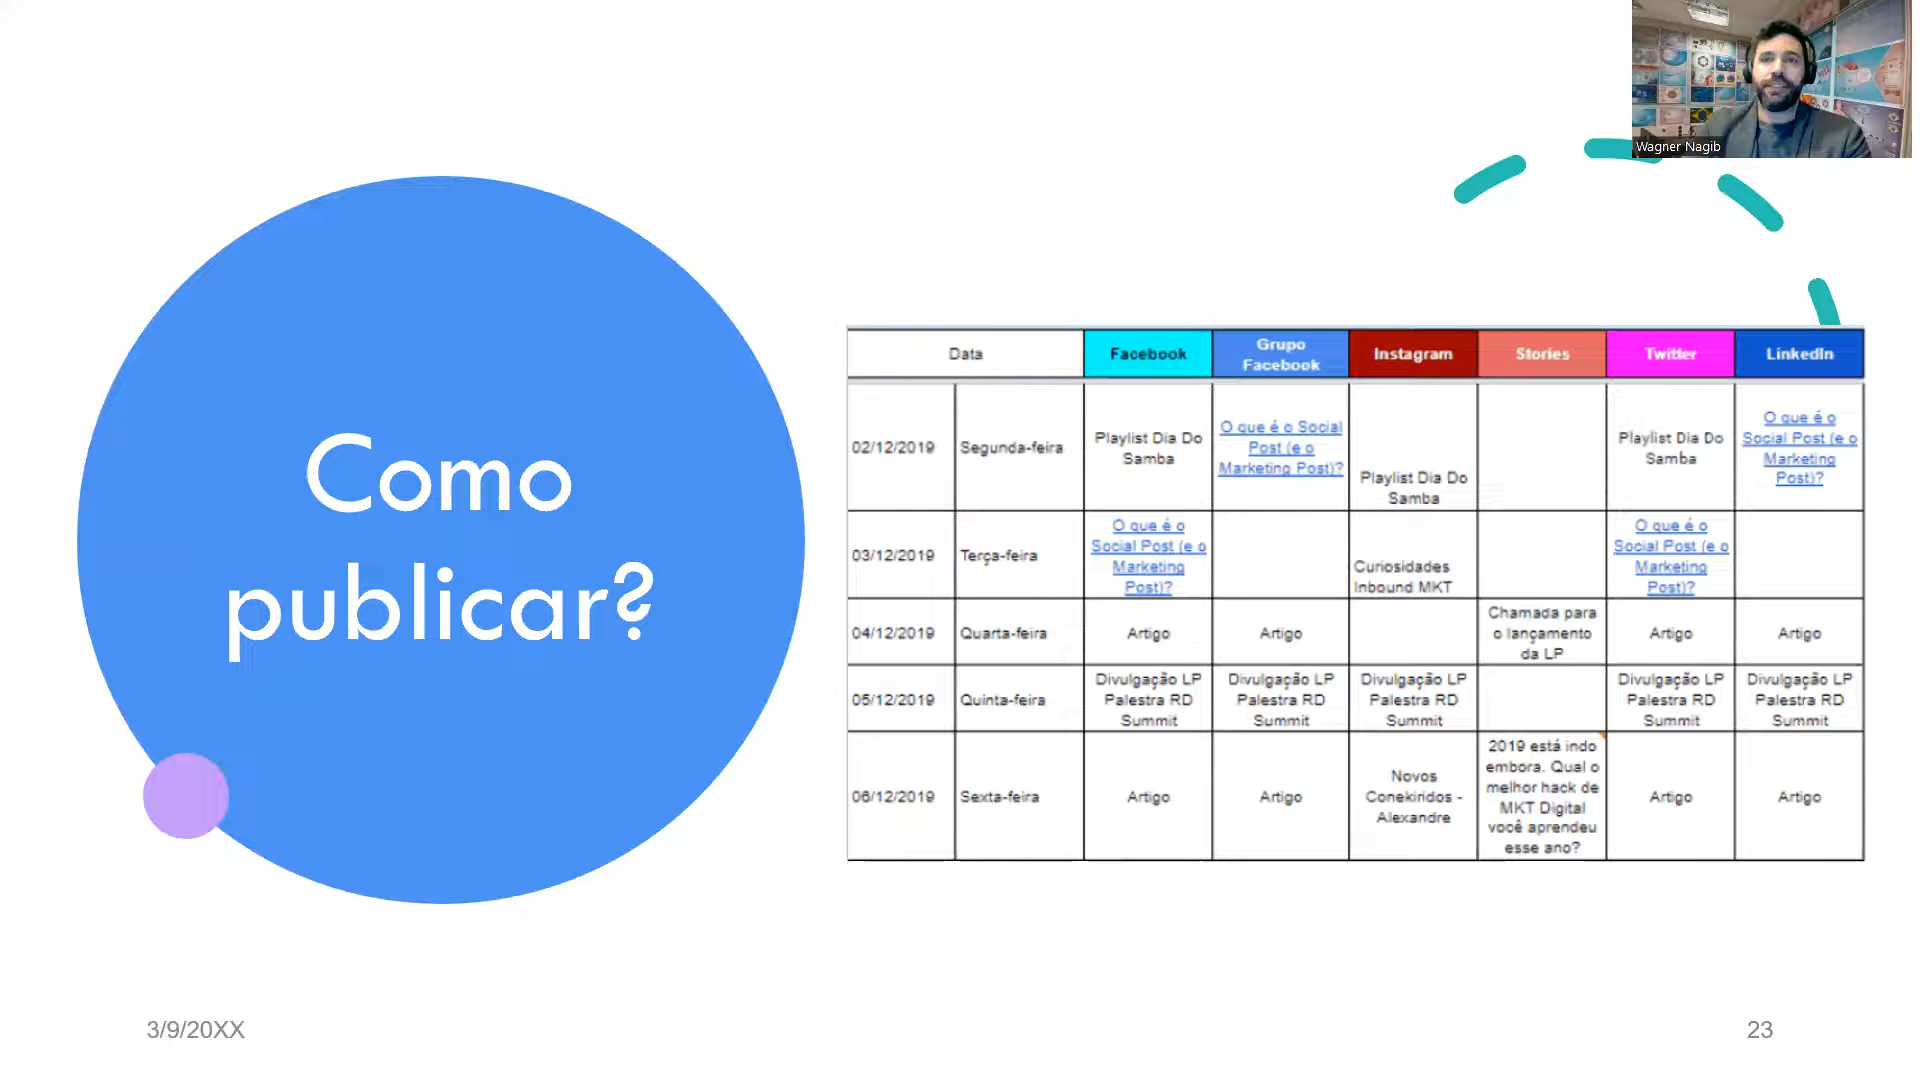 Wagner Nagib
Como
publicar?
Data
Facebook
Grupo
Facebook
Instagram
Stories
Twitter
LinkedIn
02/12/2019
Segunda-feira
Playlist Dia Do
Samba
O que é o Social
Post (e o
Marketing Post)?
Playlist Dia Do
Samba
Playlist Dia Do
Samba
O que é o
Social Post (e o
Marketing
Post)?
03/12/2019
Terça-feira
O que é o
Social Post (e o
Marketing
Post)?
Curiosidades
Inbound MKT
O que é o
Social Post (e o
Marketing
Post)?
04/12/2019
Quarta-feira
Artigo
Artigo
Chamada para
o lançamento
da LP
Artigo
Artigo
05/12/2019
Quinta-feira
Divulgação LP
Palestra RD
Summit
Divulgação LP
Palestra RD
Summit
Divulgação LP
Palestra RD
Summit
Divulgação LP
Palestra RD
Summit
Divulgação LP
Palestra RD
Summit
06/12/2019
Sexta-feira
Artigo
Artigo
Novos
Conekiridos -
Alexandre
2019 está indo
embora. Qual o
melhor hack de
MKT Digital
você aprendeu
esse ano?
Artigo
Artigo
3/9/20XX
23